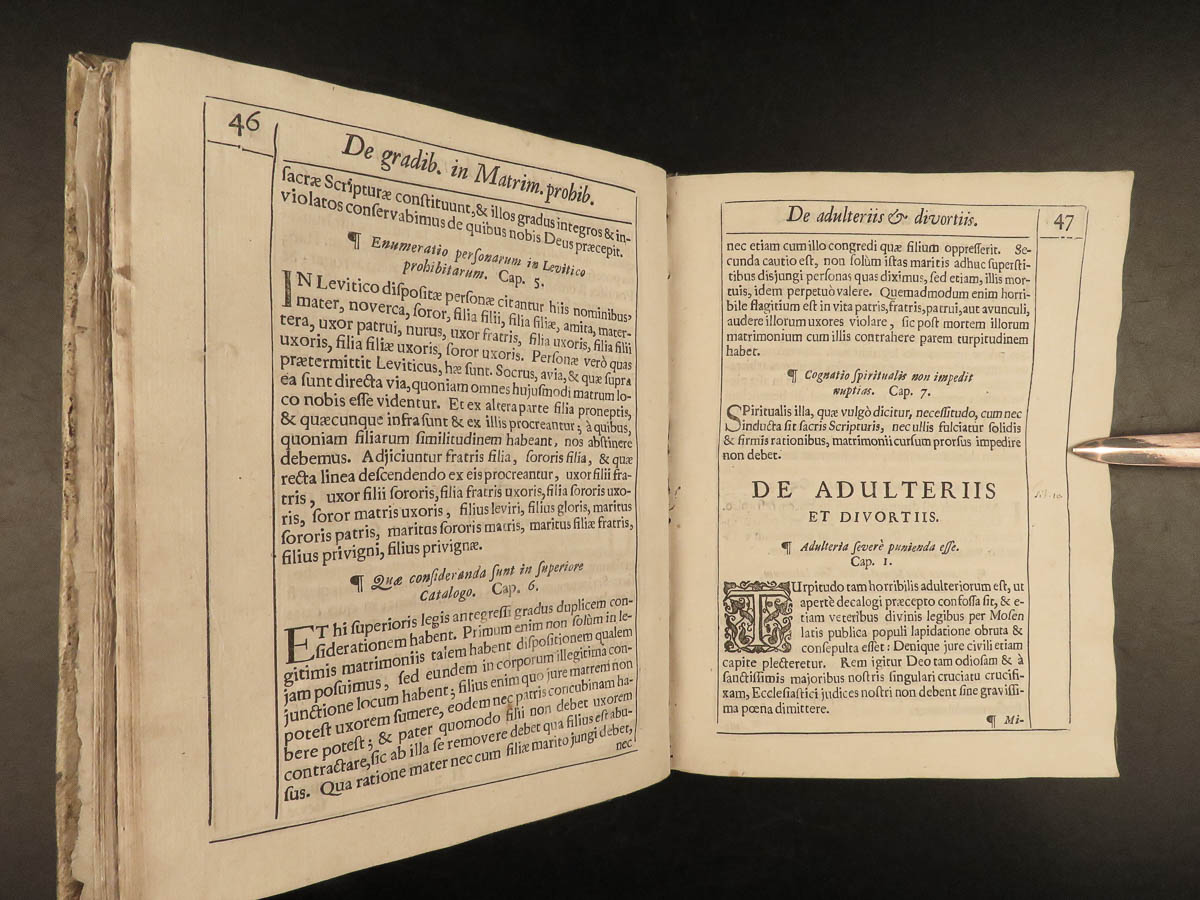 46
De gradib. in Matrim. prohib.
ſacræ Scripturæ conſtituunt, & illos gradus integros & in-
violatos conſervabimus de quibus nobis Deus præcepit.
¶ Enumeratio perſonarum in Levitico
prohibitarum. Cap. 5.
IN Levitico diſpoſitæ perſonæ citantur hiis nominibus,
mater, noverca, ſoror, filia filii, filia filiæ, amita, mater-
tera, uxor patrui, nurus, uxor fratris, filia uxoris, filia filii
uxoris, filia filiæ uxoris, ſoror uxoris. Perſonæ verò quas
prætermittit Leviticus, hæ ſunt. Socrus, avia, & quæ ſupra
ea ſunt directa via, quoniam omnes hujuſmodi matrum lo-
co nobis eſſe videntur. Et ex altera parte filia proneptis,
& quæcunque infra ſunt & ex illis procreantur, à quibus,
quoniam filiarum ſimilitudinem habeant, nos abſtinere
debemus. Adjiciuntur fratris filia, ſororis filia, & quæ
recta linea deſcendendo ex eis procreantur, uxor filii fra-
tris, uxor filii ſororis, filia fratris uxoris, filia ſororis uxo-
ris, ſoror matris uxoris, filius leviri, filius gloris, maritus
ſororis patris, maritus ſororis matris, maritus filiæ fratris,
filius privigni, filius privignæ.
¶ Quæ conſideranda ſunt in ſuperiore
Catalogo. Cap. 6.
ET hi ſuperioris legis antegreſſi gradus duplicem con-
ſiderationem habent. Primum enim non ſolùm in le-
gitimis matrimoniis talem habent diſpoſitionem qualem
jam poſuimus, ſed eundem in corporum illegitima con-
junctione locum habent; filius enim quo jure matrem non
poteſt uxorem ſumere, eodem nec patris concubinam ha-
bere poteſt; & pater quomodo filii non debet uxorem
contractare, ſic ab illa ſe removere debet qua filius eſt abu-
ſus. Qua ratione mater nec cum filiæ marito jungi debet,
nec
De adulteriis & divortiis.
47
nec etiam cum illo congredi quæ filium oppreſſerit. Se-
cunda cautio eſt, non ſolùm iſtas maritis adhuc ſuperſti-
tibus disjungi perſonas quas diximus, ſed etiam, illis mor-
tuis, idem perpetuò valere. Quemadmodum enim horri-
bile flagitium eſt in vita patris, fratris, patrui, aut avunculi,
audere illorum uxores violare, ſic poſt mortem illorum
matrimonium cum illis contrahere parem turpitudinem
habet.
¶ Cognatio ſpiritualis non impedit
nuptias. Cap. 7.
SPiritualis illa, quæ vulgò dicitur, neceſſitudo, cum nec
inducta ſit ſacris Scripturis, nec ullis fulciatur ſolidis
& firmis rationibus, matrimonii curſum prorſus impedire
non debet.
DE ADULTERIIS
ET DIVORTIIS.
¶ Adulteria ſeverè punienda eſſe.
Cap. 1.
TUrpitudo tam horribilis adulteriorum eſt, ut
apertè decalogi præcepto confoſſa ſit, & e-
tiam veteribus divinis legibus per Moſen
latis publica populi lapidatione obruta &
conſepulta eſſet: Denique jure civili etiam
capite plecteretur. Rem igitur Deo tam odioſam & à
ſanctiſſimis majoribus noſtris ſingulari cruciatu crucifi-
xam, Eccleſiaſtici judices noſtri non debent ſine graviſſi-
ma pœna dimittere.
¶ Mi-